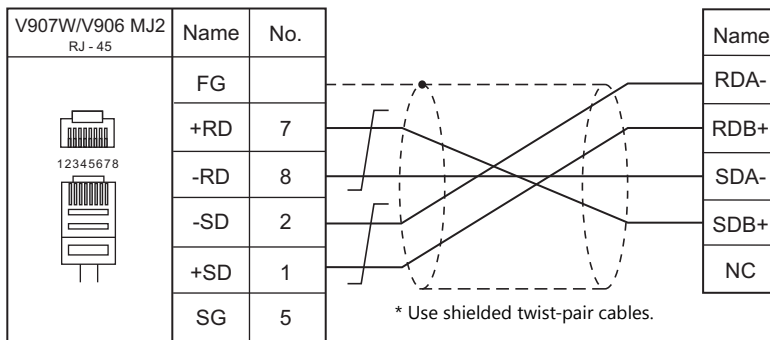 V907W/V906 MJ2
RJ - 45
Name No.
FG
+RD 7
-RD 8
-SD 2
+SD 1
SG 5
12345678
Name
RDA-
RDB+
SDA-
SDB+
NC
* Use shielded twist-pair cables.